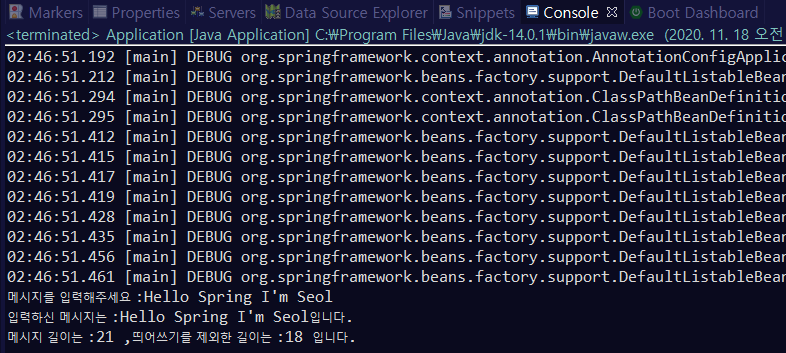 Markers Properties Servers Data Source Explorer Snippets Console Boot Dashboard
<terminated> Application [Java Application] C:₩Program Files₩Java₩jdk-14.0.1₩bin₩javaw.exe (2020. 11. 18 오전
02:46:51.192 [main] DEBUG org.springframework.context.annotation.AnnotationConfigApplic
02:46:51.212 [main] DEBUG org.springframework.beans.factory.support.DefaultListableBean
02:46:51.294 [main] DEBUG org.springframework.context.annotation.ClassPathBeanDefinitio
02:46:51.295 [main] DEBUG org.springframework.context.annotation.ClassPathBeanDefinitio
02:46:51.412 [main] DEBUG org.springframework.beans.factory.support.DefaultListableBean
02:46:51.415 [main] DEBUG org.springframework.beans.factory.support.DefaultListableBean
02:46:51.417 [main] DEBUG org.springframework.beans.factory.support.DefaultListableBean
02:46:51.419 [main] DEBUG org.springframework.beans.factory.support.DefaultListableBean
02:46:51.428 [main] DEBUG org.springframework.beans.factory.support.DefaultListableBean
02:46:51.435 [main] DEBUG org.springframework.beans.factory.support.DefaultListableBean
02:46:51.456 [main] DEBUG org.springframework.beans.factory.support.DefaultListableBean
02:46:51.461 [main] DEBUG org.springframework.beans.factory.support.DefaultListableBean
메시지를 입력해주세요 :Hello Spring I'm Seol
입력하신 메시지는 :Hello Spring I'm Seol입니다.
메시지 길이는 :21 ,띄어쓰기를 제외한 길이는 :18 입니다.